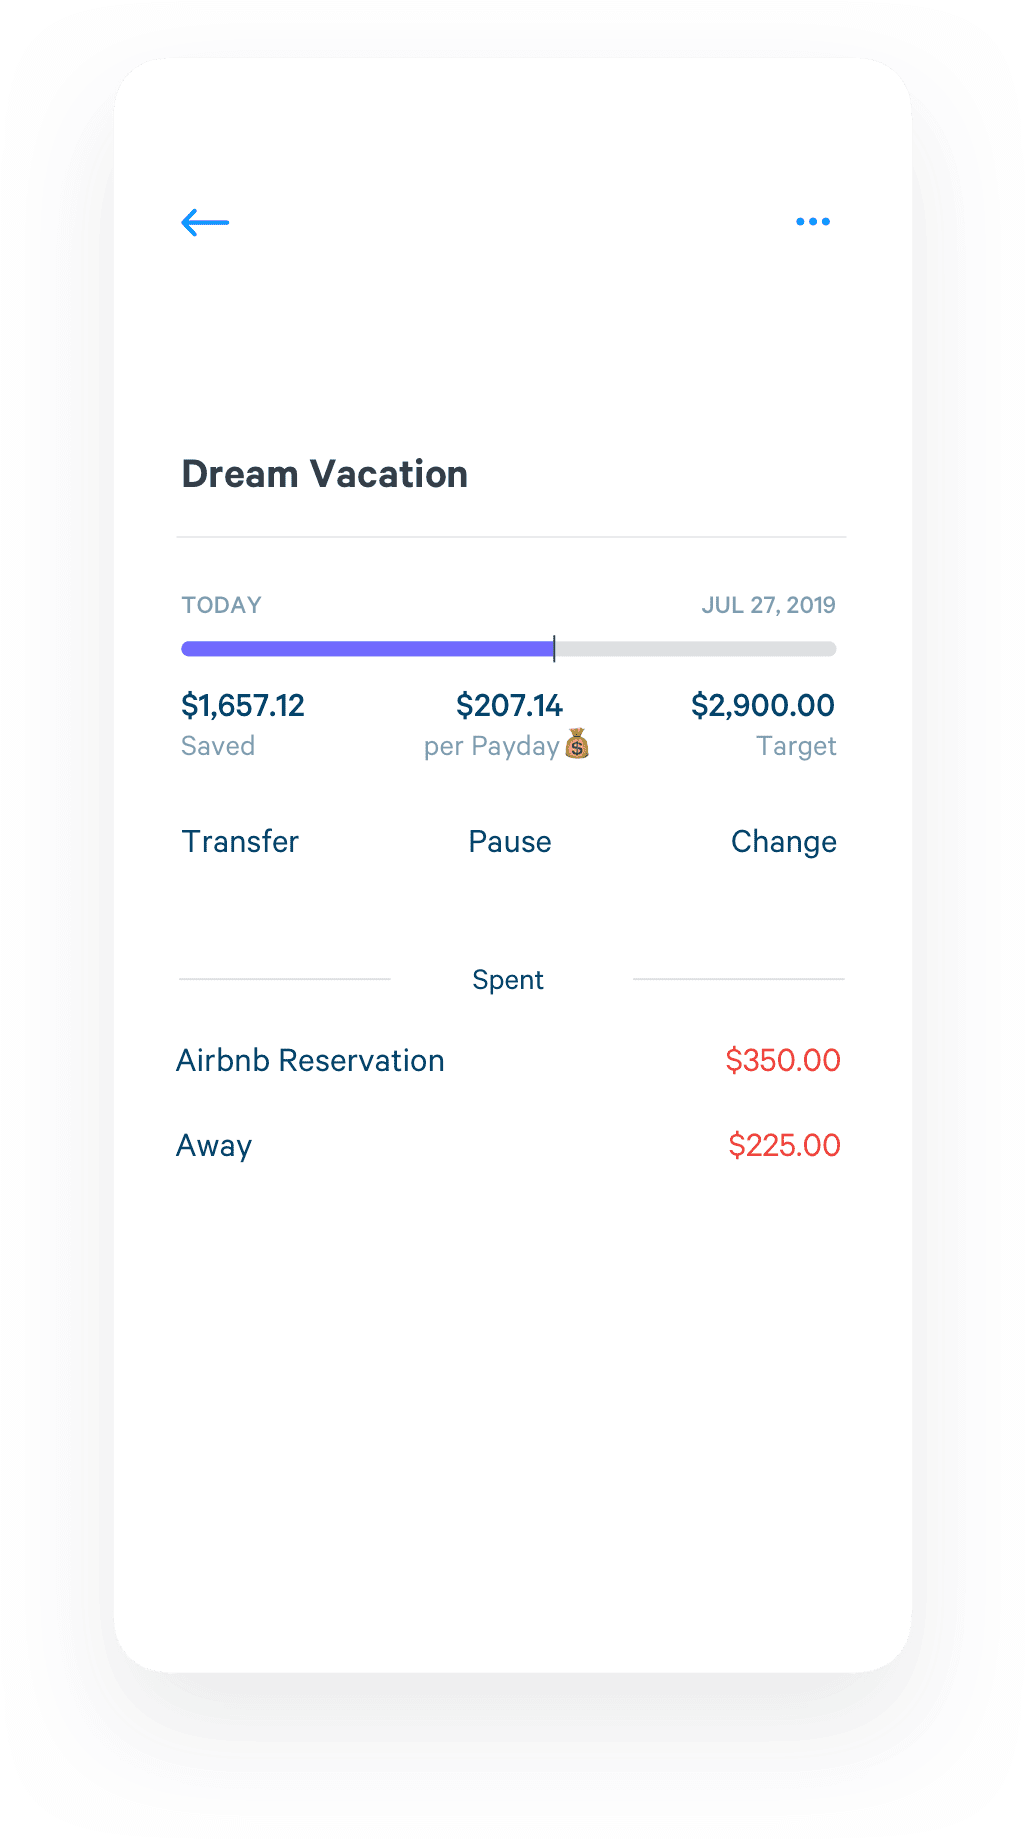 Dream Vacation
TODAY JUL 27, 2019
$1,657.12 $207.14 $2,900.00
Saved per Payday💰 Target
Transfer Pause Change
Spent
Airbnb Reservation $350.00
Away $225.00